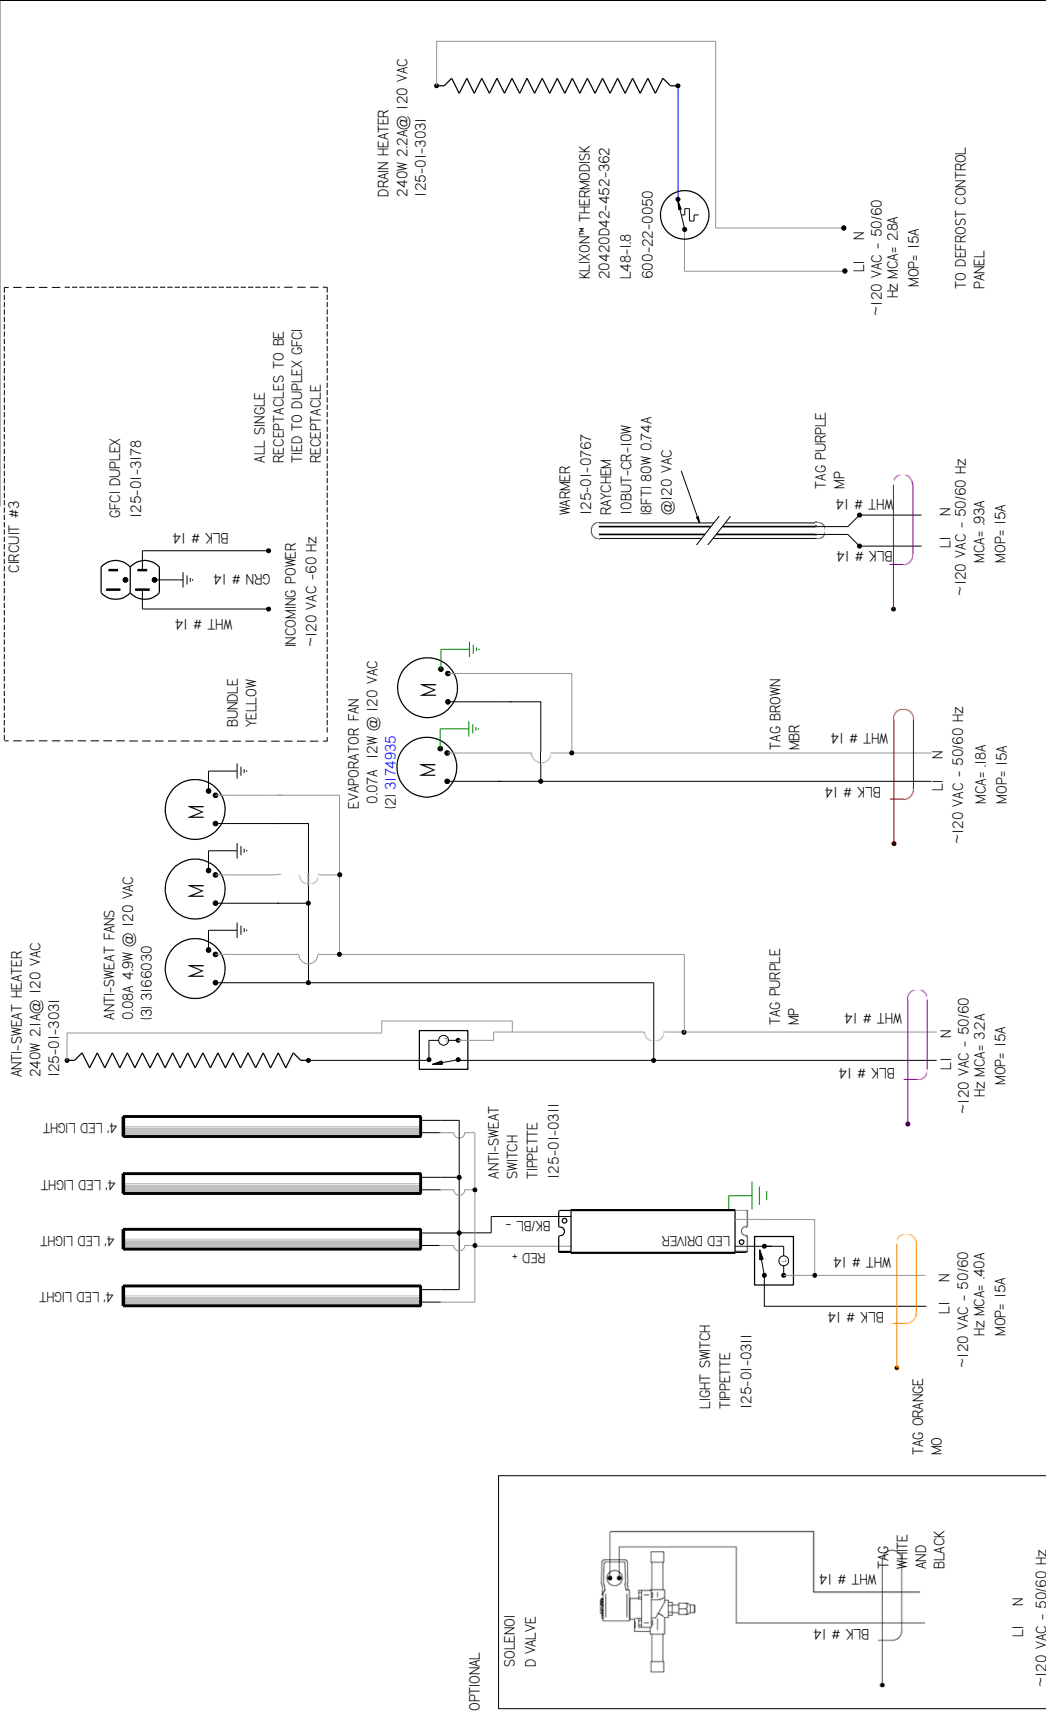 OPTIONAL
SOLENOI
D VALVE
BLK # 14
WHT # 14
TAG
WHITE
AND
BLACK
L1 N
~120 VAC - 50/60 Hz
4' LED LIGHT
4' LED LIGHT
4' LED LIGHT
4' LED LIGHT
RED +
BK/BL -
LED DRIVER
LIGHT SWITCH
TIPPETTE
125-01-0311
BLK # 14
WHT # 14
TAG ORANGE
MO
L1 N
~120 VAC - 50/60
Hz MCA= .40A
MOP= 15A
ANTI-SWEAT HEATER
240W 2.1A@ 120 VAC
125-01-3031
ANTI-SWEAT
SWITCH
TIPPETTE
125-01-0311
ANTI-SWEAT FANS
0.08A 4.9W @ 120 VAC
(3) 3166030
M
M
M
TAG PURPLE
MP
BLK # 14
WHT # 14
L1 N
~120 VAC - 50/60
Hz MCA= 3.2A
MOP= 15A
EVAPORATOR FAN
0.07A 12W @ 120 VAC
(2) 3174935
M
M
TAG BROWN
MBR
BLK # 14
WHT # 14
L1 N
~120 VAC - 50/60 Hz
MCA= .18A
MOP= 15A
CIRCUIT #3
GFCI DUPLEX
125-01-3178
BUNDLE
YELLOW
WHT # 14
GRN # 14
BLK # 14
INCOMING POWER
~120 VAC -60 Hz
ALL SINGLE
RECEPTACLES TO BE
TIED TO DUPLEX GFCI
RECEPTACLE
WARMER
125-01-0767
RAYCHEM
10BUT-CR-10W
(8FT) 80W 0.74A
@120 VAC
TAG PURPLE
MP
BLK # 14
WHT # 14
L1 N
~120 VAC - 50/60 Hz
MCA= .93A
MOP= 15A
DRAIN HEATER
240W 2.2A@ 120 VAC
125-01-3031
KLIXON™ THERMODISK
20420D42-452-362
L48-1.8
600-22-0050
L1 N
~120 VAC - 50/60
Hz MCA= 2.8A
MOP= 15A
TO DEFROST CONTROL
PANEL